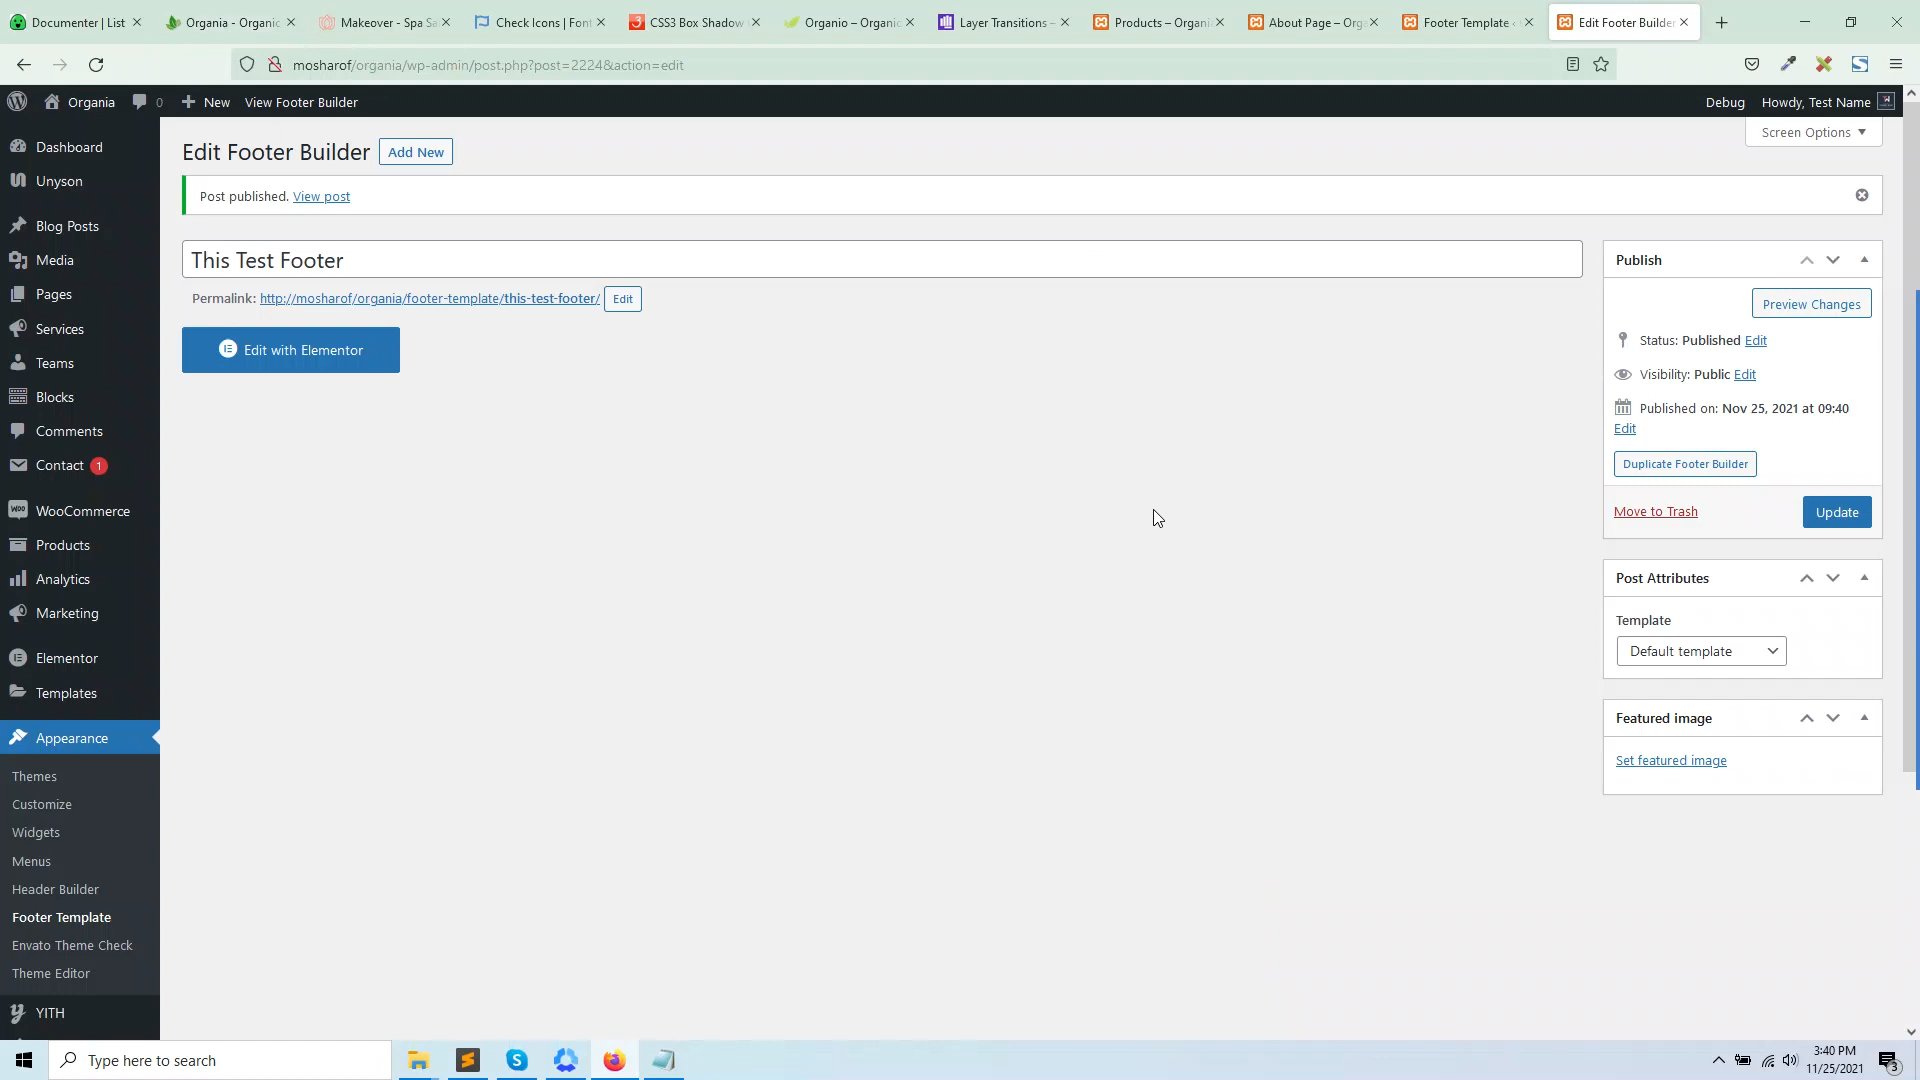 Documenter | List
Organia - Organic
Makeover - Spa Sa
Check Icons | Font
CSS3 Box Shadow
Organio – Organic
Layer Transitions –
Products – Organi
About Page – Orga
Footer Template ‹
Edit Footer Builder
mosharof/organia/wp-admin/post.php?post=2224&action=edit
Organia
0
New
View Footer Builder
Debug
Howdy, Test Name
Screen Options
Dashboard
Unyson
Blog Posts
Media
Pages
Services
Teams
Blocks
Comments
Contact 1
WooCommerce
Products
Analytics
Marketing
Elementor
Templates
Appearance
Themes
Customize
Widgets
Menus
Header Builder
Footer Template
Envato Theme Check
Theme Editor
YITH
Edit Footer Builder
Add New
Post published. View post
This Test Footer
Permalink: http://mosharof/organia/footer-template/this-test-footer/ Edit
Edit with Elementor
Publish
Preview Changes
Status: Published Edit
Visibility: Public Edit
Published on: Nov 25, 2021 at 09:40
Edit
Duplicate Footer Builder
Move to Trash
Update
Post Attributes
Template
Default template
Featured image
Set featured image
Type here to search
3:40 PM
11/25/2021
3